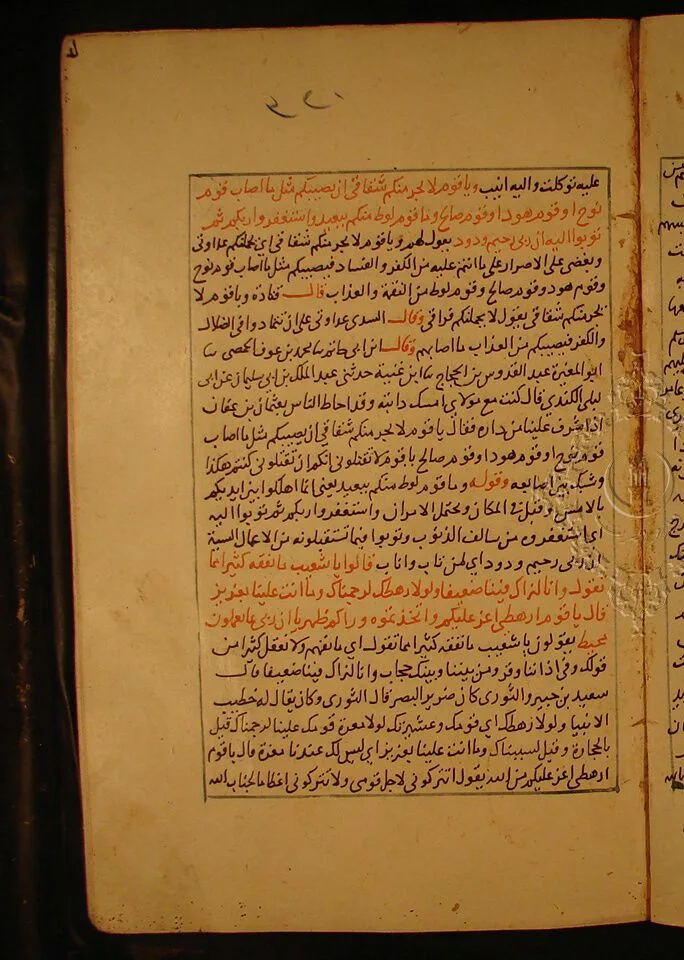 عليه توكلت واليه انيب ويا قوم لا يجرمنكم شقاقي ان يصيبكم مثل ما اصاب قوم
نوح او قوم هود او قوم صالح وما قوم لوط منكم ببعيد واستغفروا ربكم ثم
توبوا اليه ان ربي رحيم ودود يقول لهم ويا قوم لا يجرمنكم شقاقي اي يحملنكم عداوتي
وبغضي على الاصرار على ما انتم عليه من الكفر والفساد فيصيبكم مثل ما اصاب قوم نوح
وقوم هود وقوم صالح وقوم لوط من النقمة والعذاب قال قتادة ويا قوم لا
يجرمنكم شقاقي يقول لا يحملنكم فراقي وقال السدي عداوتي على ان تتمادوا في الضلال
والكفر فيصيبكم من العذاب ما اصابهم وقال ابن ابي حاتم ثنا محمد بن عوف الحمصي ثنا
ابو المغيرة عبد القدوس بن الحجاج ثنا ابن غنية حدثني عبد الملك بن ابي سليمان عن ابي
ليلى الكندي قال كنت مع مولاي امسك دابته وقد احاط الناس بعثمان بن عفان
اذ اشرف علينا من داره فقال يا قوم لا يجرمنكم شقاقي ان يصيبكم مثل ما اصاب
قوم نوح او قوم هود او قوم صالح يا قوم لا تقتلوني انكم ان تقتلوني كنتم هكذا
وشبك بين اصابعه وقوله وما قوم لوط منكم ببعيد يعني انما اهلكوا بين ايديكم
بالامس وقيل في المكان ويحتمل الامران واستغفروا ربكم ثم توبوا اليه
اي استغفروه من سالف الذنوب وتوبوا فيما تستقبلونه من الاعمال السيئة
ان ربي رحيم ودود اي لمن تاب واناب قالوا يا شعيب ما نفقه كثيرا مما
تقول وانا لنراك فينا ضعيفا ولولا رهطك لرجمناك وما انت علينا بعزيز
قال يا قوم ارهطي اعز عليكم واتخذتموه وراكم ظهريا ان ربي بما تعملون
محيط يقولون يا شعيب ما نفقه كثيرا مما تقول اي ما نفهم ولا نعقل كثيرا من
قولك وفي اذاننا وقر ومن بيننا وبينك حجاب وانا لنراك فينا ضعيفا قال
سعيد بن جبير والثوري كان ضرير البصر قال الثوري وكان يقال له خطيب
الانبيا ولولا رهطك اي قومك وعشيرتك لولا معزة قومك علينا لرجمناك قيل
بالحجارة وقيل لسببناك وما انت علينا بعزيز اي ليس لك عندنا معزة قال يا قوم
ارهطي اعز عليكم من الله يقول اتتركوني لاجل قومي ولا تتركوني اعظاما لجناب الله